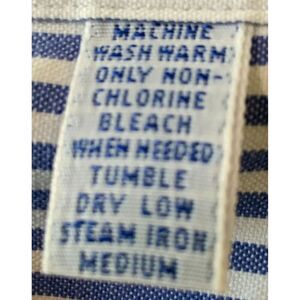 MACHINE
WASH WARM
ONLY NON-
CHLORINE
BLEACH
WHEN NEEDED
TUMBLE
DRY LOW
STEAM IRON
MEDIUM